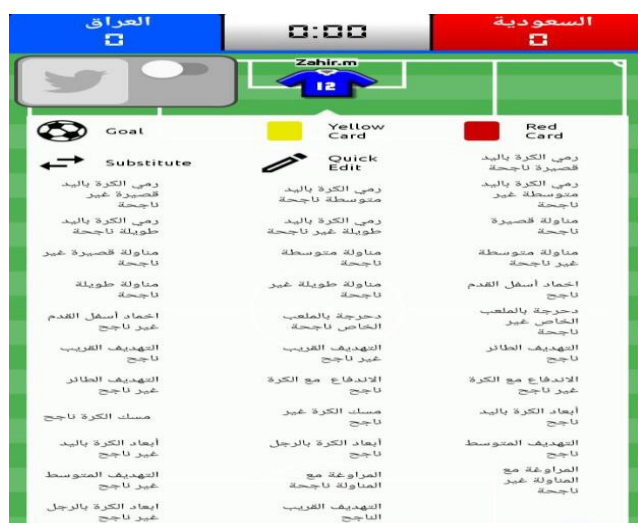 العراق
0
0:00
السعودية
0
Zahir.m
12
Goal
Yellow
Card
Red
Card
Substitute
Quick
Edit
رمي الكرة باليد
قصيرة ناجحة
رمي الكرة باليد
قصيرة غير
ناجحة
رمي الكرة باليد
متوسطة ناجحة
رمي الكرة باليد
متوسطة غير
ناجحة
رمي الكرة باليد
طويلة ناجحة
رمي الكرة باليد
طويلة غير ناجحة
مناولة قصيرة
ناجحة
مناولة قصيرة غير
ناجحة
مناولة متوسطة
ناجحة
مناولة متوسطة
غير ناجحة
مناولة طويلة
ناجحة
مناولة طويلة غير
ناجحة
اخماد أسفل القدم
ناجح
اخماد أسفل القدم
غير ناجح
دحرجة بالملعب
الخاص ناجحة
دحرجة بالملعب
الخاص غير
ناجحة
التهديف القريب
ناجح
التهديف القريب
غير ناجح
التهديف الطائر
ناجح
التهديف الطائر
غير ناجح
الاندفاع مع الكرة
ناجح
الاندفاع مع الكرة
غير ناجح
مسك الكرة ناجح
مسك الكرة غير
ناجح
أبعاد الكرة باليد
ناجح
أبعاد الكرة باليد
غير ناجح
أبعاد الكرة بالرجل
ناجح
التهديف المتوسط
ناجح
التهديف المتوسط
غير ناجح
المراوغة مع
المناولة ناجحة
المراوغة مع
المناولة غير
ناجحة
ابعاد الكرة بالرجل
غير ناجح
التهديف القريب
الناجح